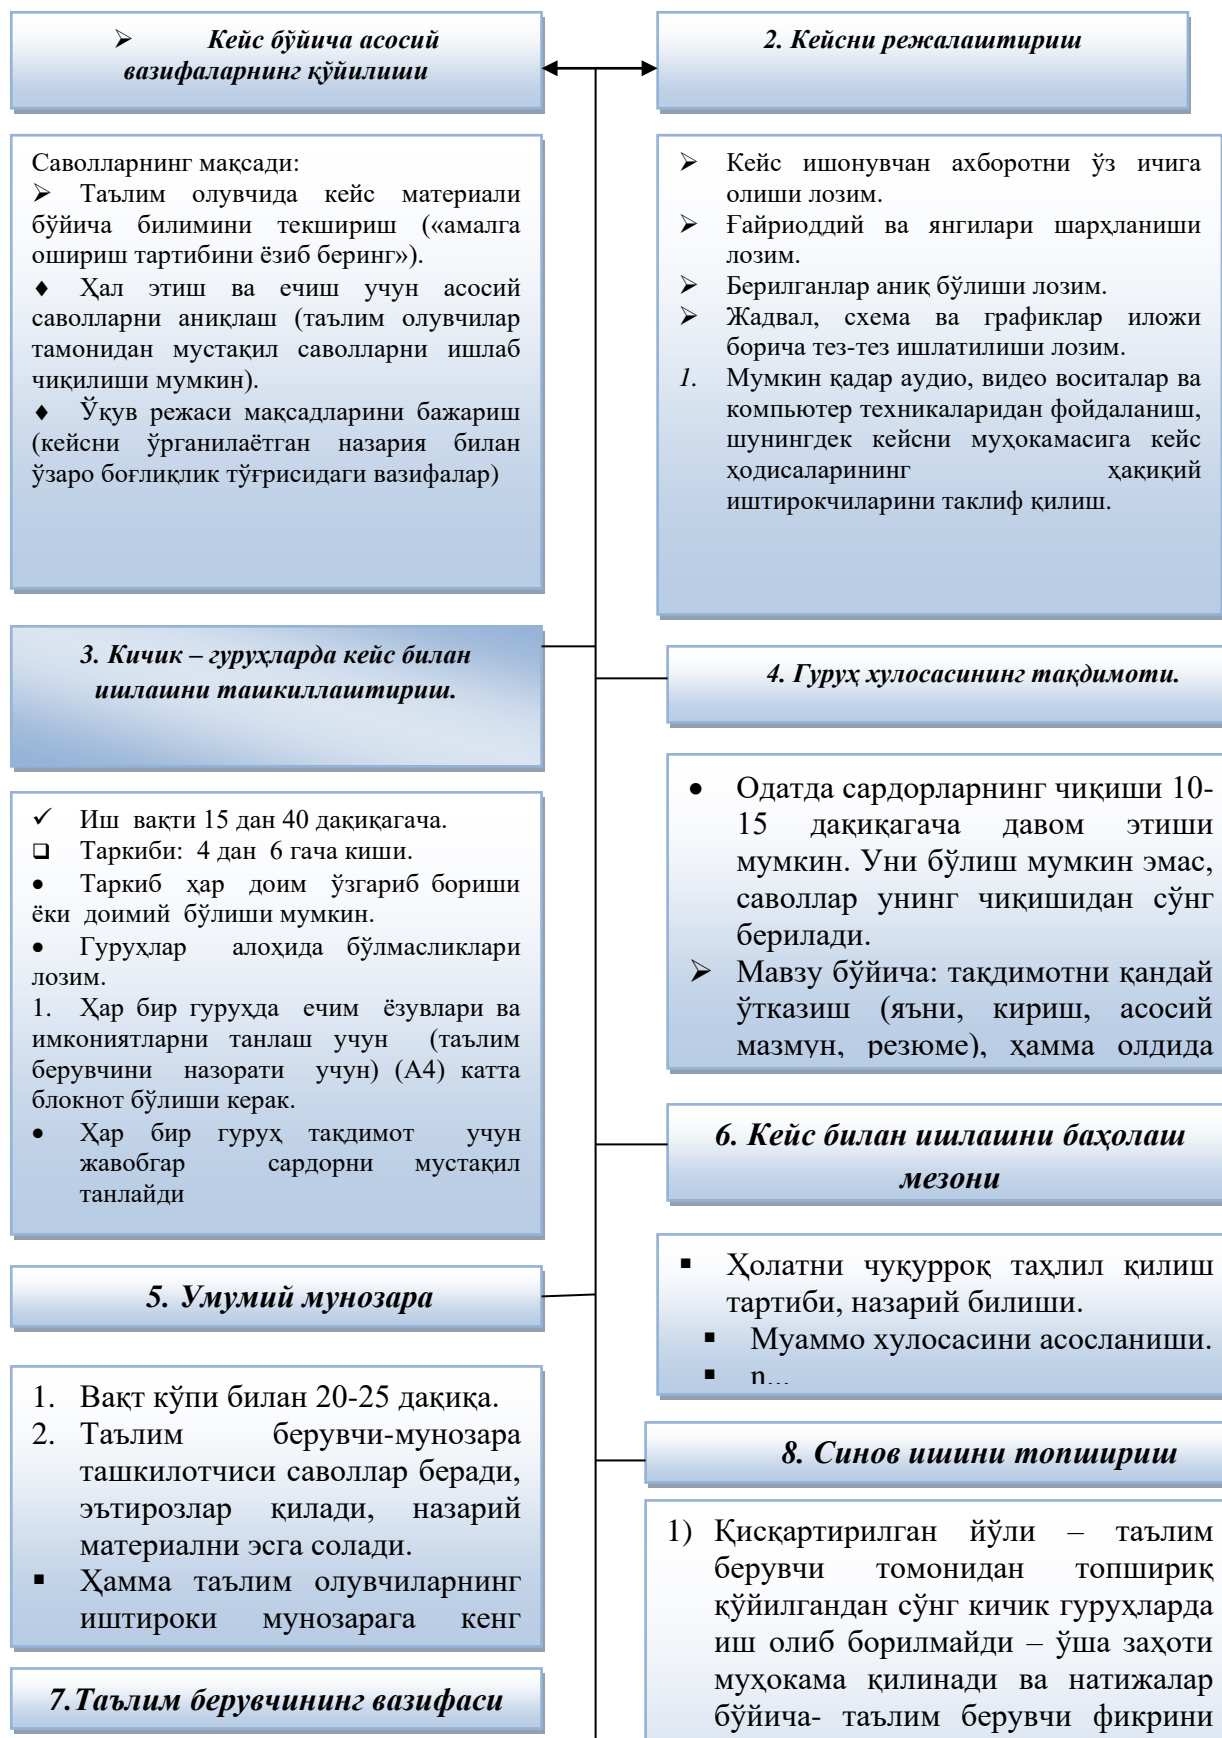 ➢ Кейс бўйича асосий
вазифаларнинг қўйилиши
2. Кейсни режалаштириш
Саволларнинг мақсади:
➢ Таълим олувчида кейс материали
бўйича билимини текшириш («амалга
ошириш тартибини ёзиб беринг»).
♦ Ҳал этиш ва ечиш учун асосий
саволларни аниқлаш (таълим олувчилар
тамонидан мустақил саволларни ишлаб
чиқилиши мумкин).
♦ Ўқув режаси мақсадларини бажариш
(кейсни ўрганилаётган назария билан
ўзаро боғлиқлик тўғрисидаги вазифалар)
➢ Кейс ишонувчан ахборотни ўз ичига
олиши лозим.
➢ Ғайриоддий ва янгилари шарҳланиши
лозим.
➢ Берилганлар аниқ бўлиши лозим.
➢ Жадвал, схема ва графиклар иложи
борича тез-тез ишлатилиши лозим.
1. Мумкин қадар аудио, видео воситалар ва
компьютер техникаларидан фойдаланиш,
шунингдек кейсни муҳокамасига кейс
ҳодисаларининг ҳақиқий
иштирокчиларини таклиф қилиш.
3. Кичик – гуруҳларда кейс билан
ишлашни ташкиллаштириш.
4. Гуруҳ хулосасининг тақдимоти.
✓ Иш вақти 15 дан 40 дақиқагача.
❑ Таркиби: 4 дан 6 гача киши.
• Таркиб ҳар доим ўзгариб бориши
ёки доимий бўлиши мумкин.
• Гуруҳлар алоҳида бўлмасликлари
лозим.
1. Ҳар бир гуруҳда ечим ёзувлари ва
имкониятларни танлаш учун (таълим
берувчини назорати учун) (А4) катта
блокнот бўлиши керак.
• Ҳар бир гуруҳ тақдимот учун
жавобгар сардорни мустақил
танлайди
• Одатда сардорларнинг чиқиши 10-
15 дақиқагача давом этиши
мумкин. Уни бўлиш мумкин эмас,
саволлар унинг чиқишидан сўнг
берилади.
➢ Мавзу бўйича: тақдимотни қандай
ўтказиш (яъни, кириш, асосий
мазмун, резюме), ҳамма олдида
6. Кейс билан ишлашни баҳолаш
мезони
5. Умумий мунозара
▪ Ҳолатни чуқурроқ таҳлил қилиш
тартиби, назарий билиши.
▪ Муаммо хулосасини асосланиши.
▪ n...
1. Вақт кўпи билан 20-25 дақиқа.
2. Таълим берувчи-мунозара
ташкилотчиси саволлар беради,
эътирозлар қилади, назарий
материални эсга солади.
▪ Ҳамма таълим олувчиларнинг
иштироки мунозарага кенг
8. Синов ишини топшириш
1) Қисқартирилган йўли – таълим
берувчи томонидан топшириқ
қўйилгандан сўнг кичик гуруҳларда
иш олиб борилмайди – ўша заҳоти
муҳокама қилинади ва натижалар
бўйича- таълим берувчи фикрини
7.Таълим берувчининг вазифаси